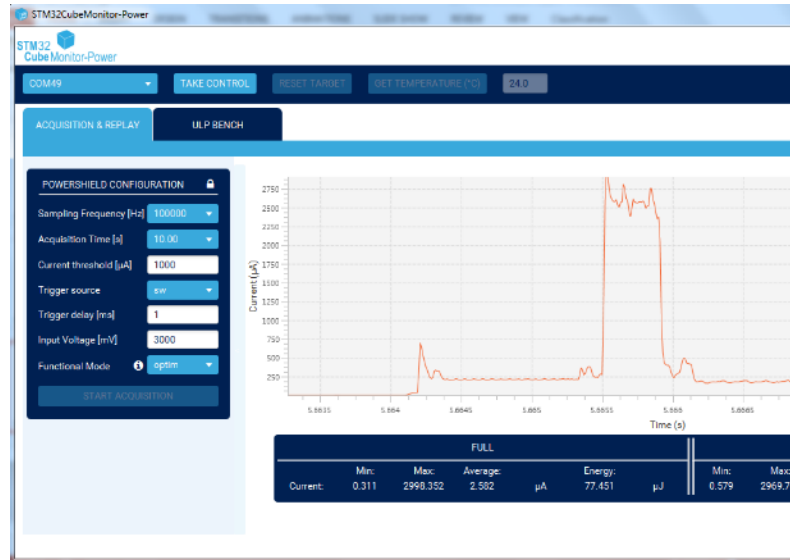 STM32CubeMonitor-Power
STM32
CubeMonitor-Power
COM49 TAKE CONTROL RESET TARGET GET TEMPERATURE (°C) 24.0
ACQUISITION & REPLAY ULP BENCH
POWERSHIELD CONFIGURATION
Sampling Frequency [Hz] 100000
Acquisition Time [s] 10.00
Current threshold [µA] 1000
Trigger source sw
Trigger delay [ms] 1
Input Voltage [mV] 3000
Functional Mode optim
START ACQUISITION
Current (µA)
2750
2500
2250
2000
1750
1500
1250
1000
750
500
250
5.6635 5.664 5.6645 5.665 5.6655 5.666 5.6665
Time (s)
FULL
Min: Max: Average: Energy: Min: Max
Current: 0.311 2998.352 2.582 µA 77.451 µJ 0.579 2969.7